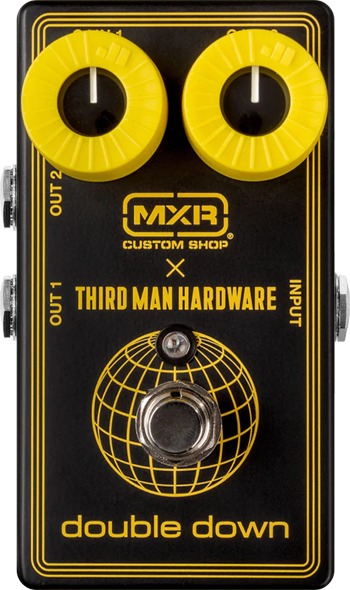 OUT 2
MXR
CUSTOM SHOP®
X
THIRD MAN HARDWARE
OUT 1
INPUT
double down